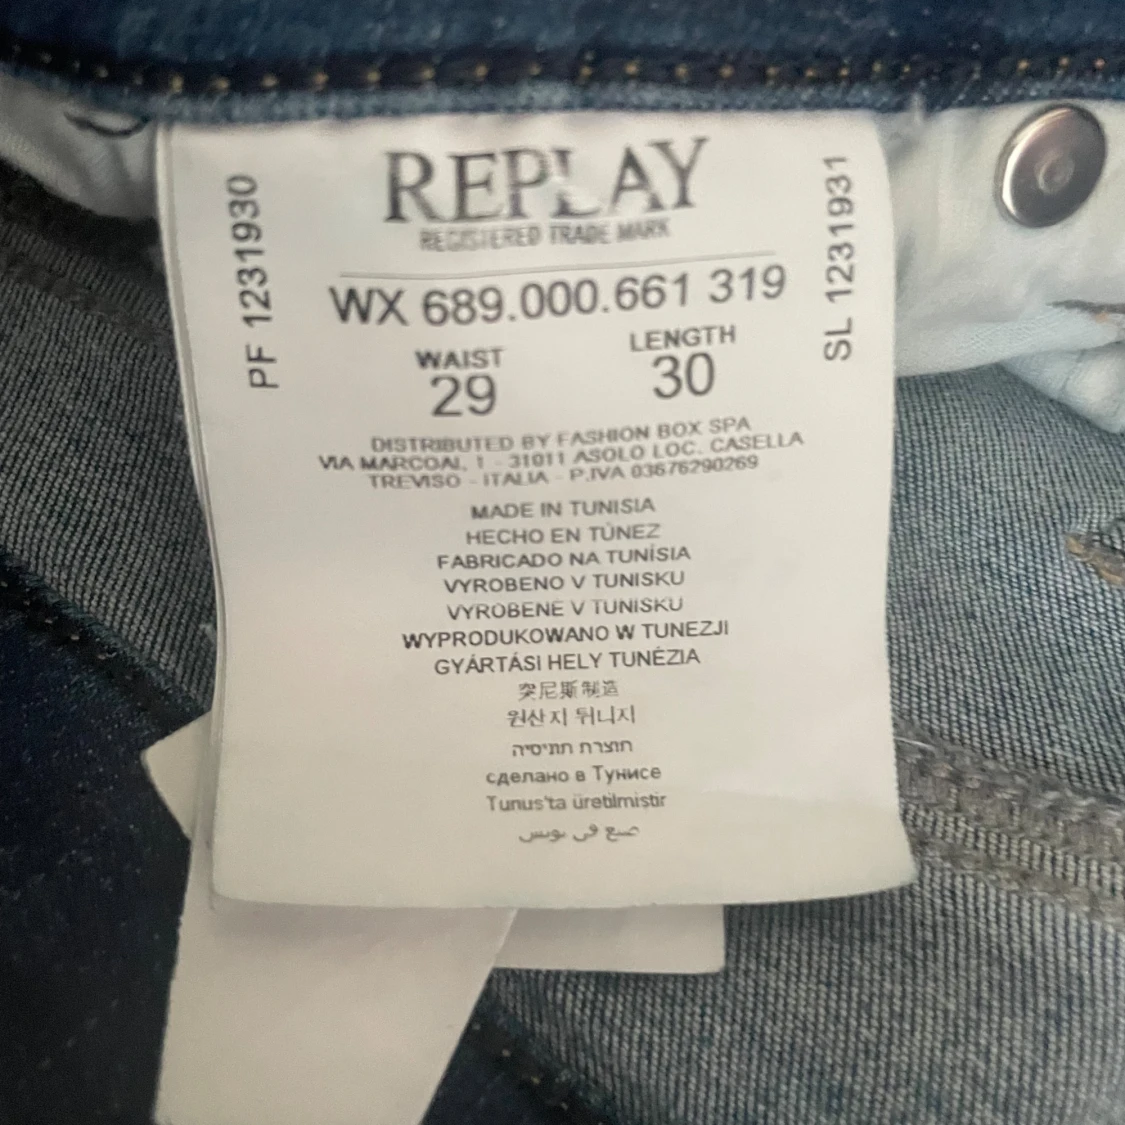 REPLAY
REGISTERED TRADE MARK
PF 1231930
SL 1231931
WX 689.000.661 319
WAIST
29
LENGTH
30
DISTRIBUTED BY FASHION BOX SPA
VIA MARCOAI, 1 - 31011 ASOLO LOC. CASELLA
TREVISO - ITALIA - P.IVA 03676290269
MADE IN TUNISIA
HECHO EN TÚNEZ
FABRICADO NA TUNÍSIA
VYROBENO V TUNISKU
VYROBENÉ V TUNISKU
WYPRODUKOWANO W TUNEZJI
GYÁRTÁSI HELY TUNÉZIA
突尼斯制造
원산지 튀니지
תוצרת תוניסיה
сделано в Тунисе
Tunus'ta üretilmistir
صنع في تونس